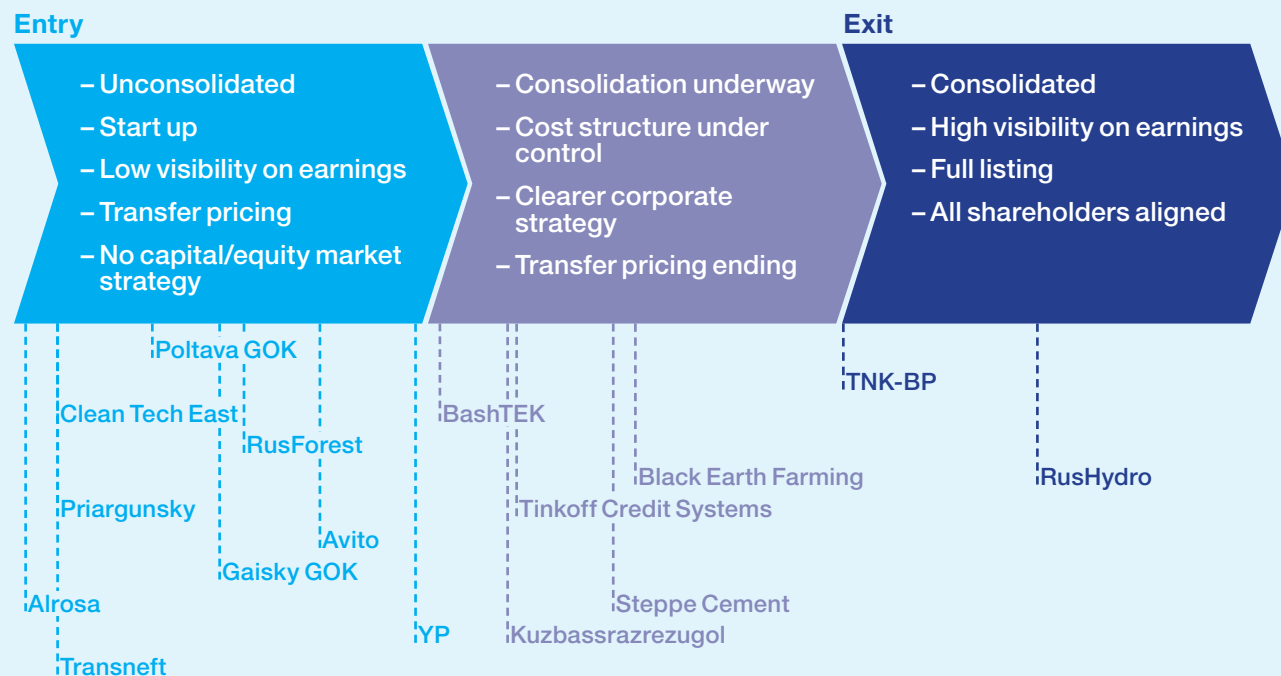 Entry
Exit
– Unconsolidated
– Start up
– Low visibility on earnings
– Transfer pricing
– No capital/equity market
strategy
– Consolidation underway
– Cost structure under
control
– Clearer corporate
strategy
– Transfer pricing ending
– Consolidated
– High visibility on earnings
– Full listing
– All shareholders aligned
Poltava GOK
Clean Tech East
RusForest
Priargunsky
Avito
Gaisky GOK
Alrosa
YP
Transneft
BashTEK
Black Earth Farming
Tinkoff Credit Systems
Steppe Cement
Kuzbassrazrezugol
TNK-BP
RusHydro